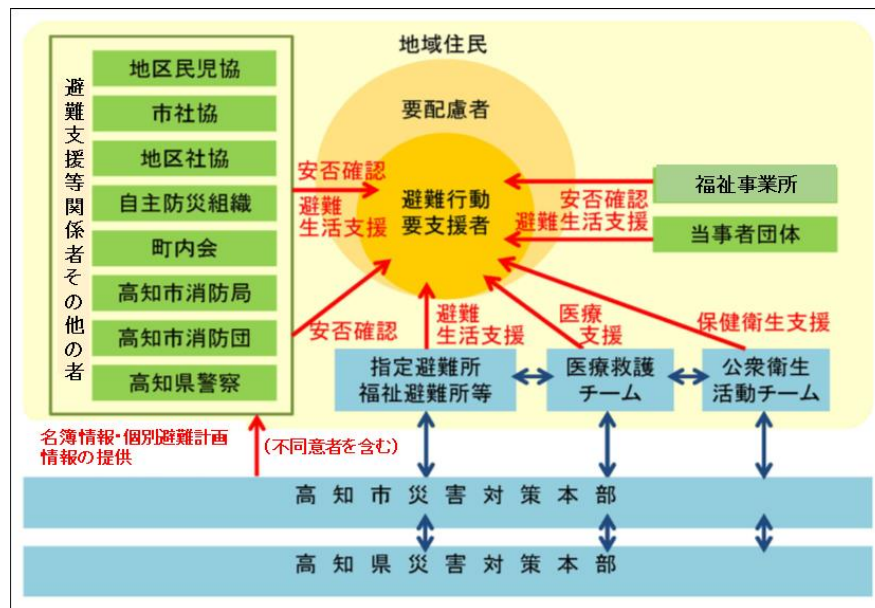 避難支援等関係者その他の者
地区民児協
市社協
地区社協
自主防災組織
町内会
高知市消防局
高知市消防団
高知県警察
地域住民
要配慮者
避難行動
要支援者
安否確認
避難
生活支援
安否確認
福祉事業所
安否確認
避難生活支援
当事者団体
避難
生活支援
医療
支援
保健衛生支援
指定避難所
福祉避難所等
医療救護
チーム
公衆衛生
活動チーム
名簿情報・個別避難計画
情報の提供
(不同意者を含む)
高知市災害対策本部
高知県災害対策本部